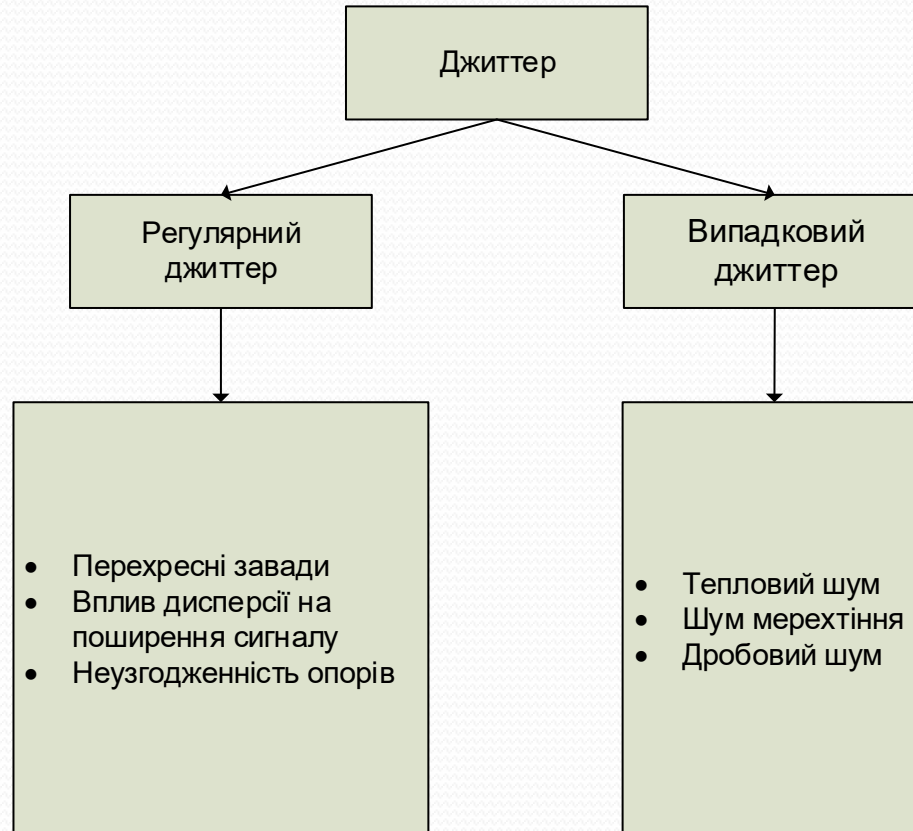 Джиттер
Регулярний
джиттер
Випадковий
джиттер
• Перехресні завади
• Вплив дисперсії на
поширення сигналу
• Неузгодженність опорів
• Тепловий шум
• Шум мерехтіння
• Дробовий шум